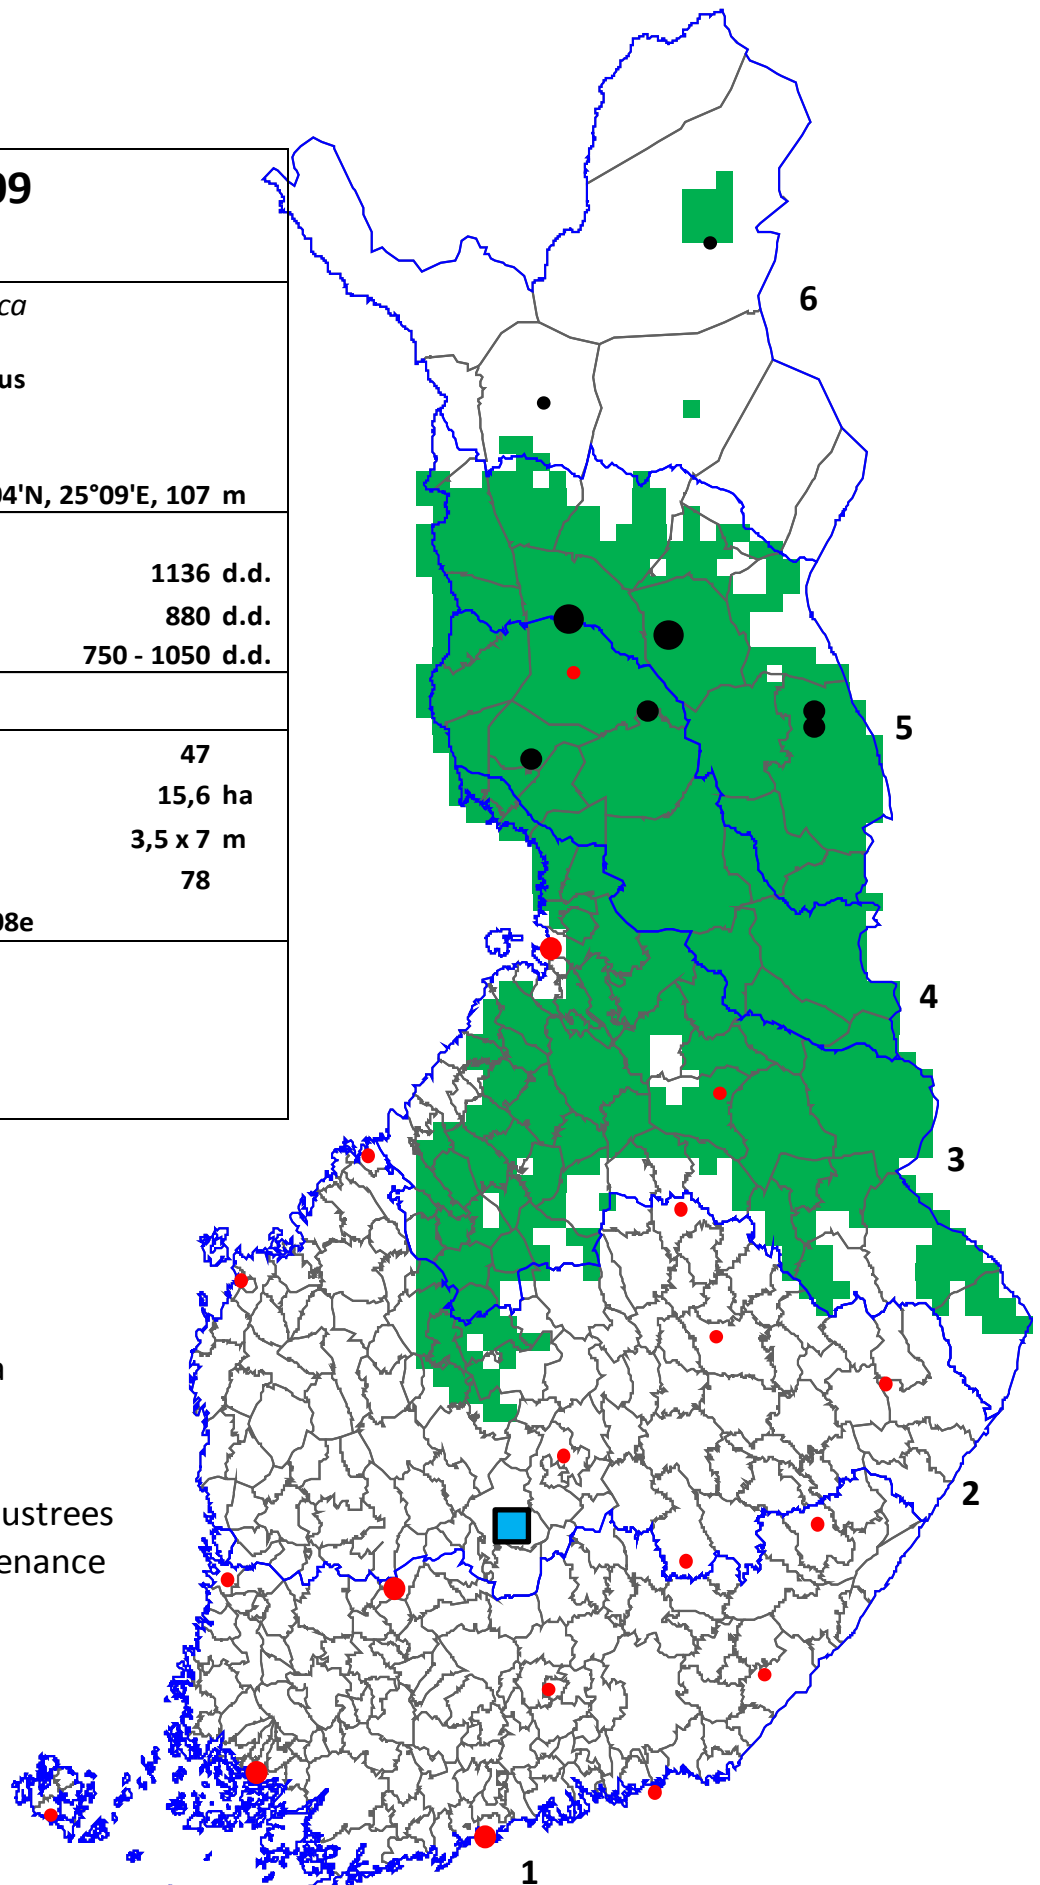 09
ca
us
04'N, 25°09'E, 107 m
1136 d.d.
880 d.d.
750 - 1050 d.d.
47
15,6 ha
3,5 x 7 m
78
08e
a
ustrees
enance
6
5
4
3
2
1